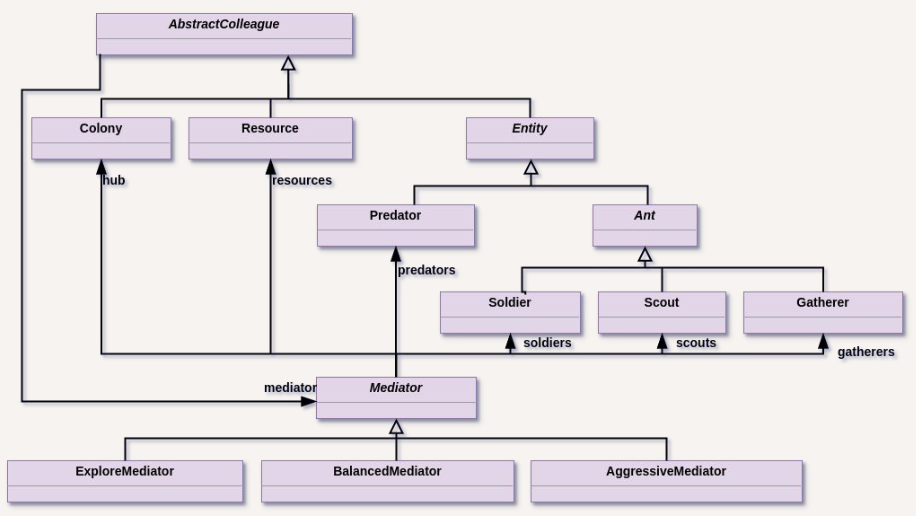 AbstractColleague
Colony
Resource
Entity
hub
resources
Predator
Ant
predators
Soldier
Scout
Gatherer
soldiers
scouts
gatherers
mediator
Mediator
ExploreMediator
BalancedMediator
AggressiveMediator